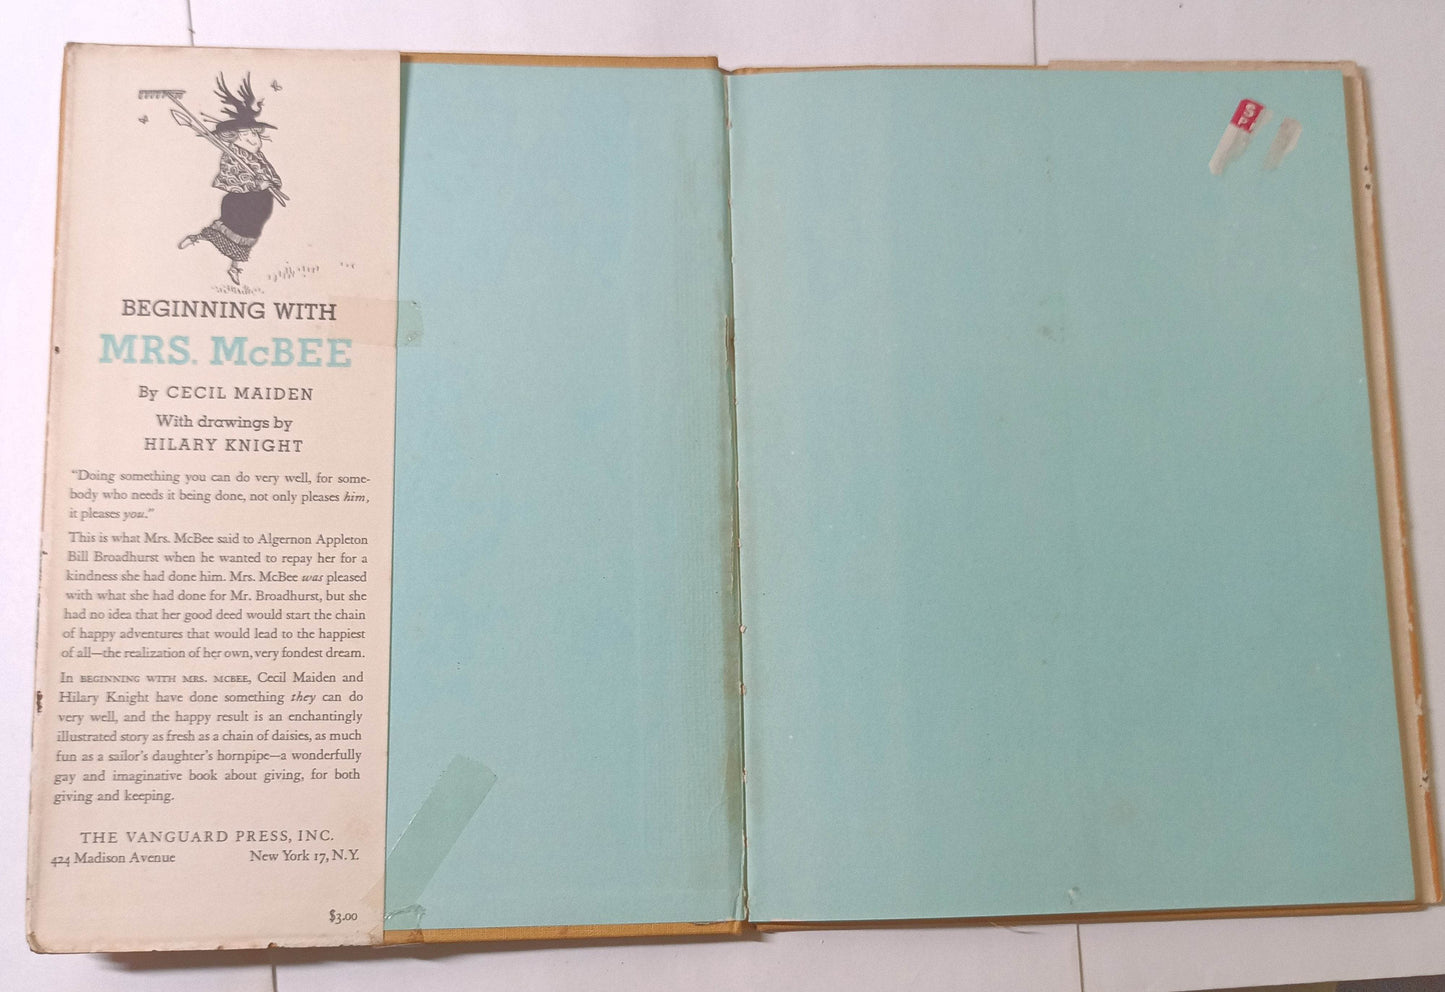 BEGINNING WITH
MRS. McBEE
By CECIL MAIDEN
With drawings by
HILARY KNIGHT
"Doing something you can do very well, for some-
body who needs it being done, not only pleases him,
it pleases you."
This is what Mrs. McBee said to Algernon Appleton
Bill Broadhurst when he wanted to repay her for a
kindness she had done him. Mrs. McBee was pleased
with what she had done for Mr. Broadhurst, but she
had no idea that her good deed would start the chain
of happy adventures that would lead to the happiest
of all—the realization of her own, very fondest dream.
In BEGINNING WITH MRS. MCBEE, Cecil Maiden and
Hilary Knight have done something they can do
very well, and the happy result is an enchantingly
illustrated story as fresh as a chain of daisies, as much
fun as a sailor's daughter's hornpipe—a wonderfully
gay and imaginative book about giving, for both
giving and keeping.
THE VANGUARD PRESS, INC.
424 Madison Avenue New York 17, N.Y.
$3.00
S
P